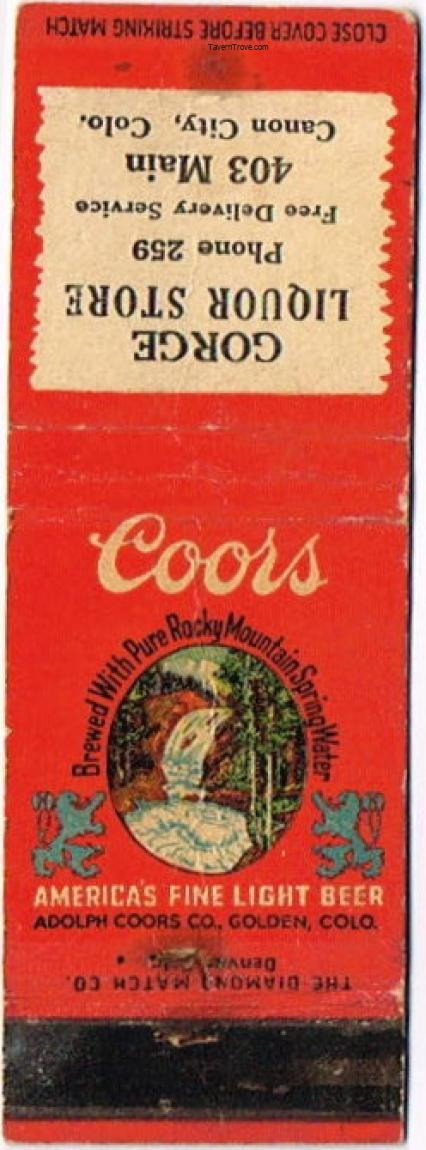 CLOSE COVER BEFORE STRIKING MATCH
TavernTrove.com
GORGE
LIQUOR STORE
Phone 259
Free Delivery Service
403 Main
Canon City, Colo.
Coors
Brewed With Pure Rocky Mountain Spring Water
AMERICA'S FINE LIGHT BEER
ADOLPH COORS CO., GOLDEN, COLO.
THE DIAMOND MATCH CO.
Denver